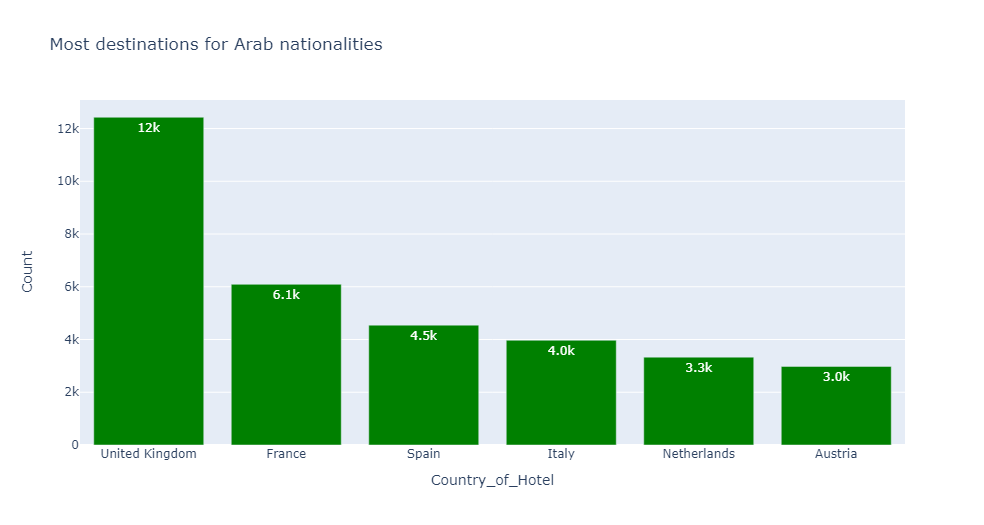 Most destinations for Arab nationalities
Count
12k
10k
8k
6k
4k
2k
0
12k
6.1k
4.5k
4.0k
3.3k
3.0k
United Kingdom
France
Spain
Italy
Netherlands
Austria
Country_of_Hotel